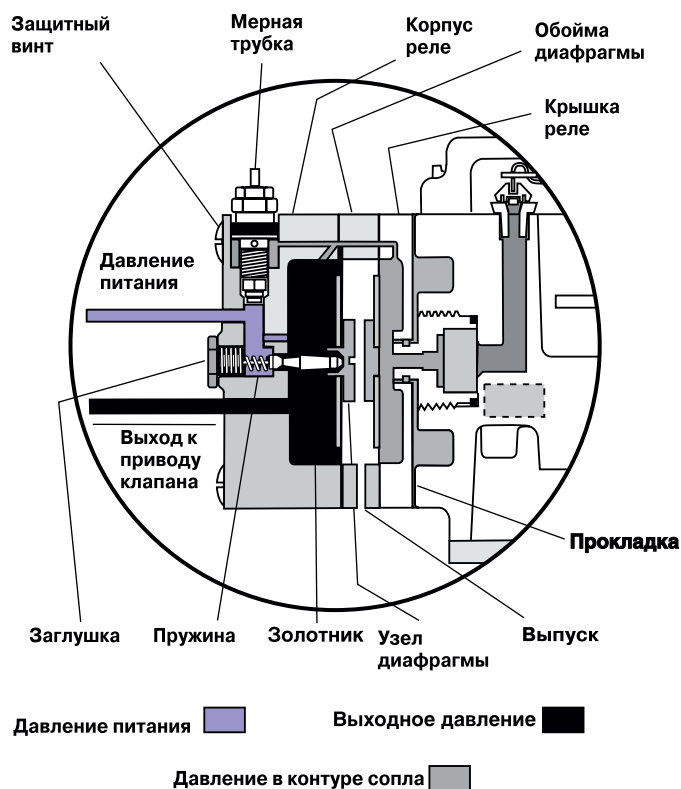 Защитный
винт
Мерная
трубка
Корпус
реле
Обойма
диафрагмы
Крышка
реле
Давление
питания
Выход к
приводу
клапана
Прокладка
Заглушка
Пружина
Золотник
Узел
диафрагмы
Выпуск
Давление питания
Выходное давление
Давление в контуре сопла